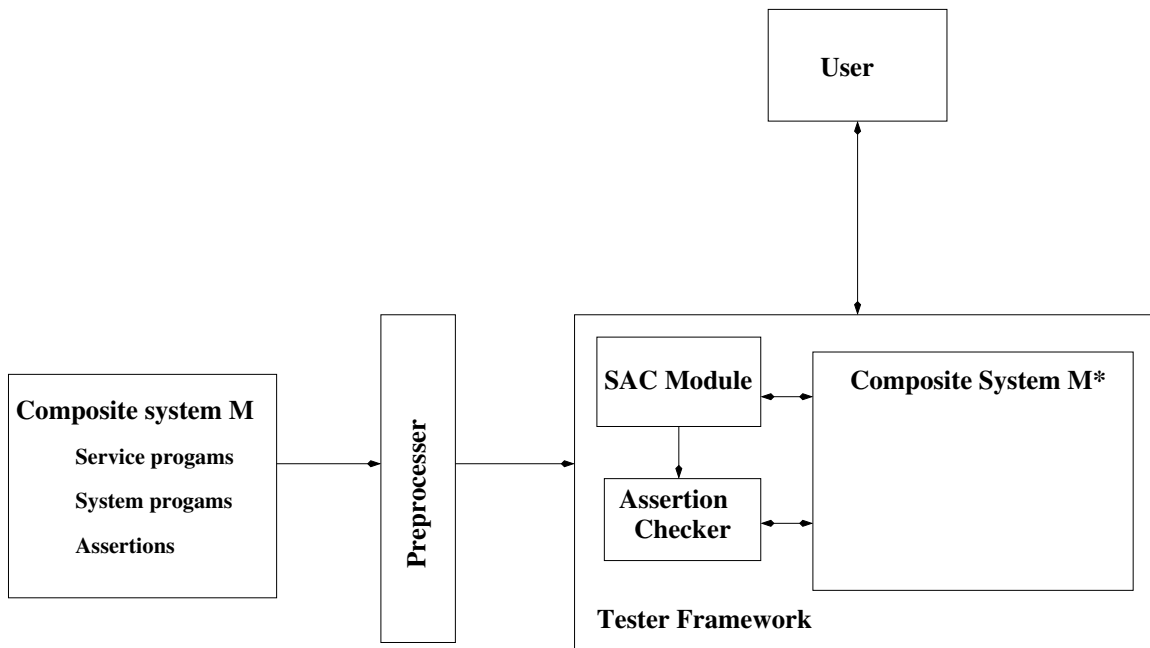 User
SAC Module
Composite System M*
Composite system M
Service progams
System progams
Assertions
Preprocesser
Assertion
Checker
Tester Framework